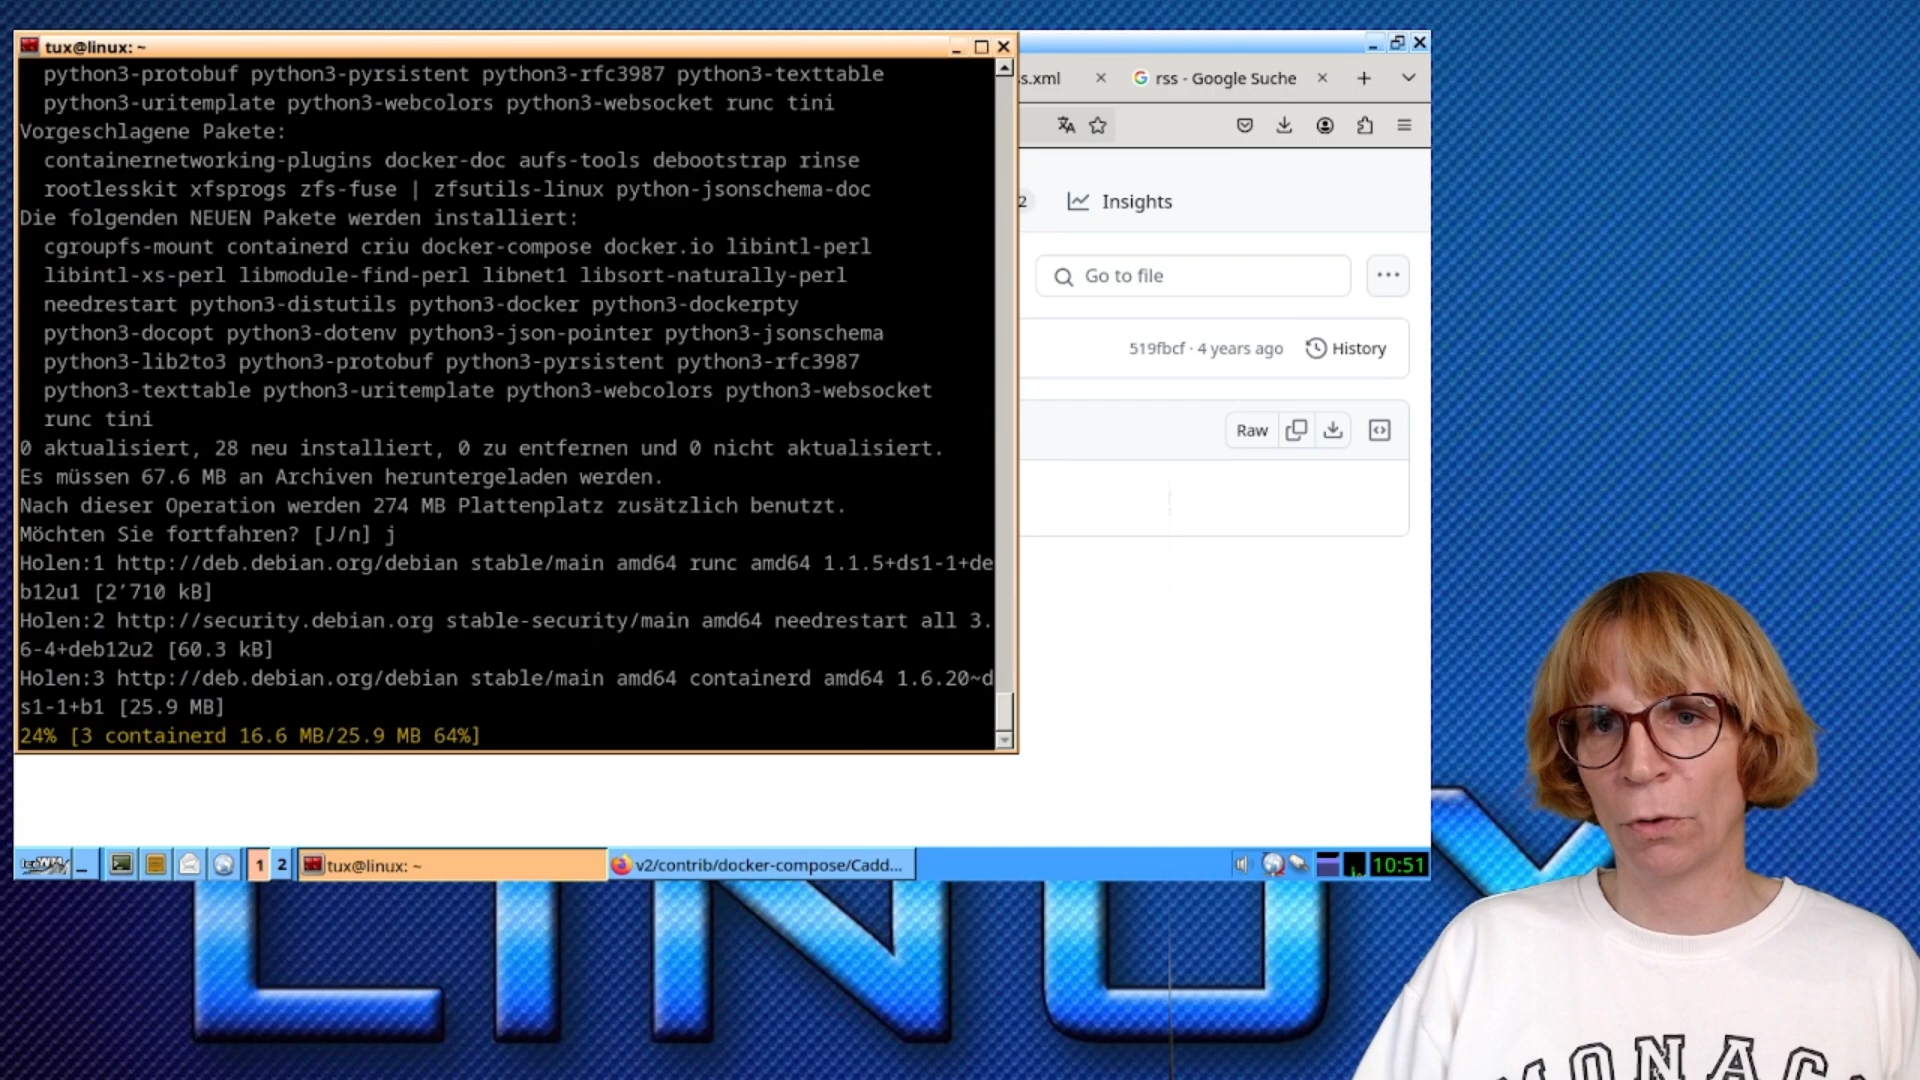 tux@linux: ~
python3-protobuf python3-pyrsistent python3-rfc3987 python3-texttable
python3-uritemplate python3-webcolors python3-websocket runc tini
Vorgeschlagene Pakete:
containernetworking-plugins docker-doc aufs-tools debootstrap rinse
rootlesskit xfsprogs zfs-fuse | zfsutils-linux python-jsonschema-doc
Die folgenden NEUEN Pakete werden installiert:
cgroupfs-mount containerd criu docker-compose docker.io libintl-perl
libintl-xs-perl libmodule-find-perl libnet1 libsort-naturally-perl
needrestart python3-distutils python3-docker python3-dockerpty
python3-docopt python3-dotenv python3-json-pointer python3-jsonschema
python3-lib2to3 python3-protobuf python3-pyrsistent python3-rfc3987
python3-texttable python3-uritemplate python3-webcolors python3-websocket
runc tini
0 aktualisiert, 28 neu installiert, 0 zu entfernen und 0 nicht aktualisiert.
Es müssen 67.6 MB an Archiven heruntergeladen werden.
Nach dieser Operation werden 274 MB Plattenplatz zusätzlich benutzt.
Möchten Sie fortfahren? [J/n] j
Holen:1 http://deb.debian.org/debian stable/main amd64 runc amd64 1.1.5+ds1-1+de
b12u1 [2’710 kB]
Holen:2 http://security.debian.org stable-security/main amd64 needrestart all 3.
6-4+deb12u2 [60.3 kB]
Holen:3 http://deb.debian.org/debian stable/main amd64 containerd amd64 1.6.20~d
s1-1+b1 [25.9 MB]
24% [3 containerd 16.6 MB/25.9 MB 64%]
s.xml
rss - Google Suche
2 Insights
Go to file
519fbcf · 4 years ago History
Raw
IceWM
1 2 tux@linux: ~ v2/contrib/docker-compose/Cadd... 10:51
LINUX
MONAC